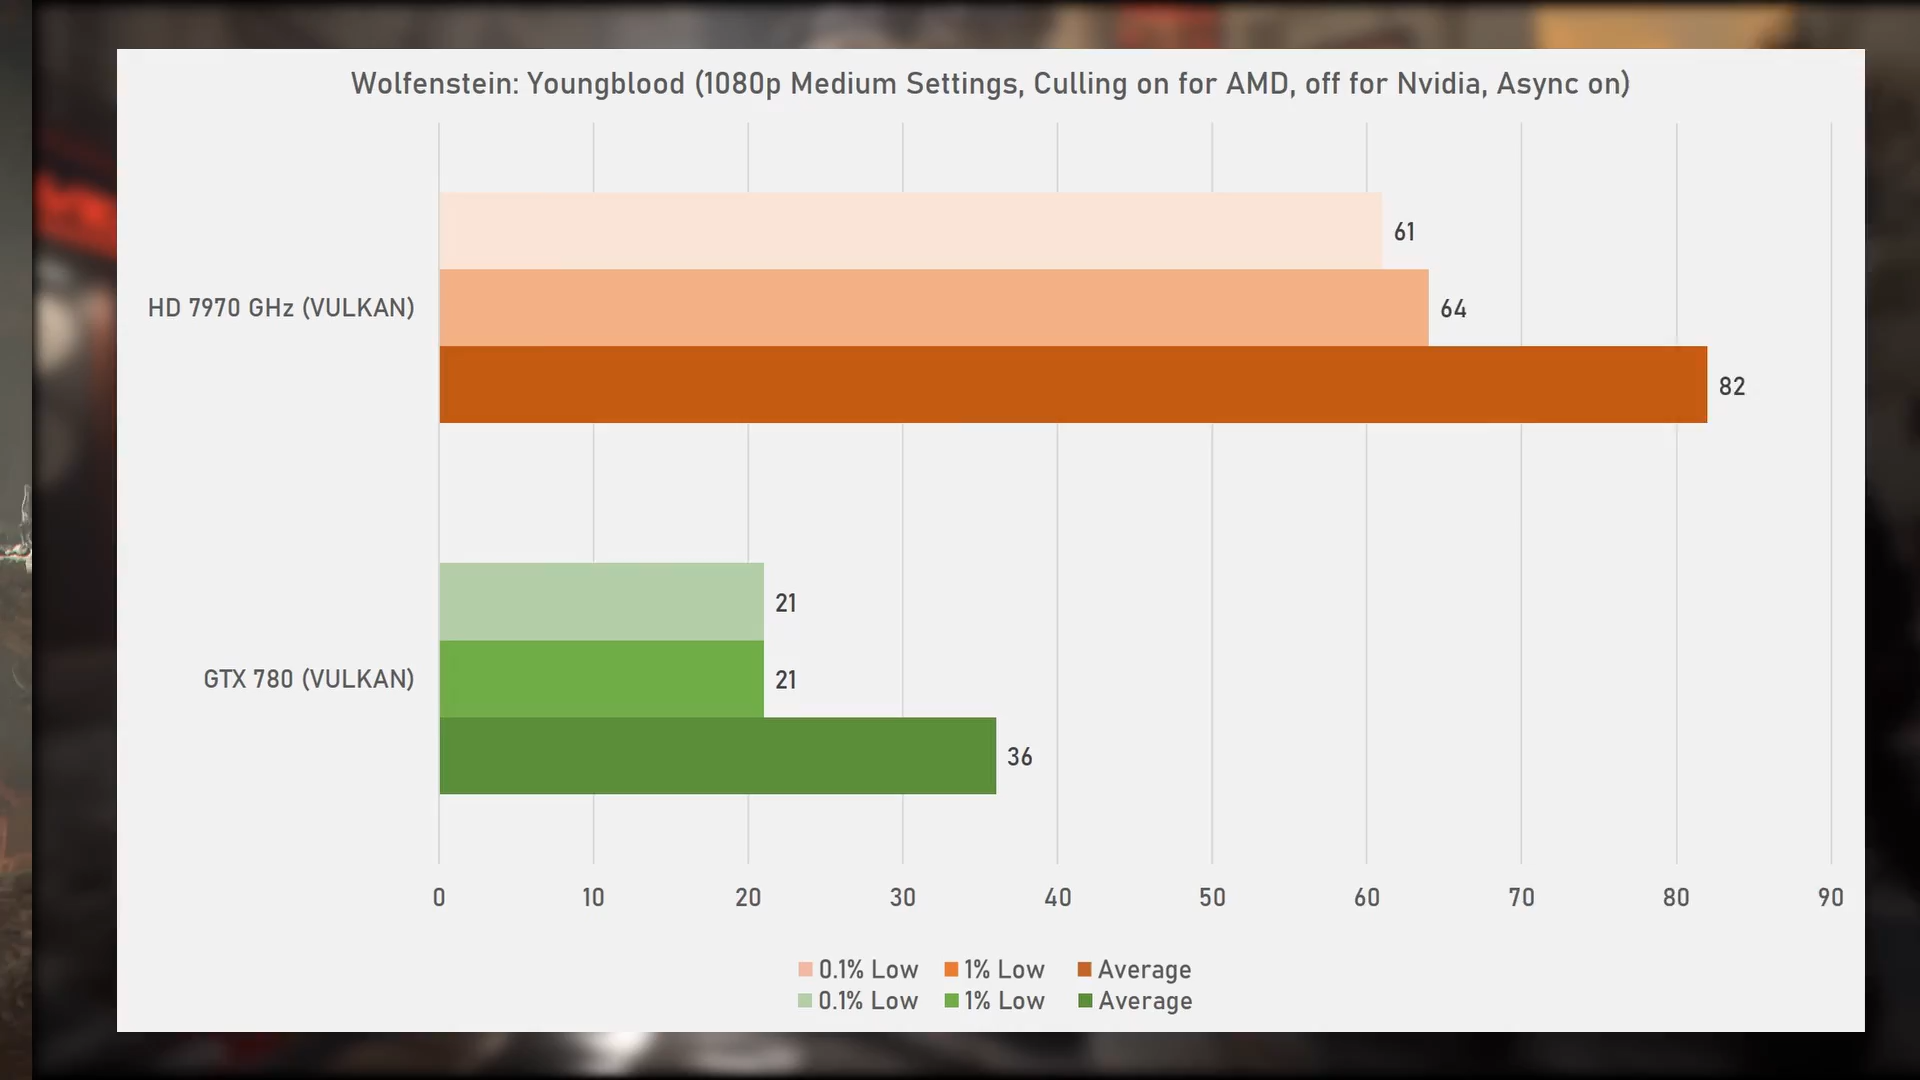 Wolfenstein: Youngblood (1080p Medium Settings, Culling on for AMD, off for Nvidia, Async on)
61
HD 7970 GHz (VULKAN)
64
82
21
GTX 780 (VULKAN)
21
36
0 10 20 30 40 50 60 70 80 90
0.1% Low 1% Low Average
0.1% Low 1% Low Average